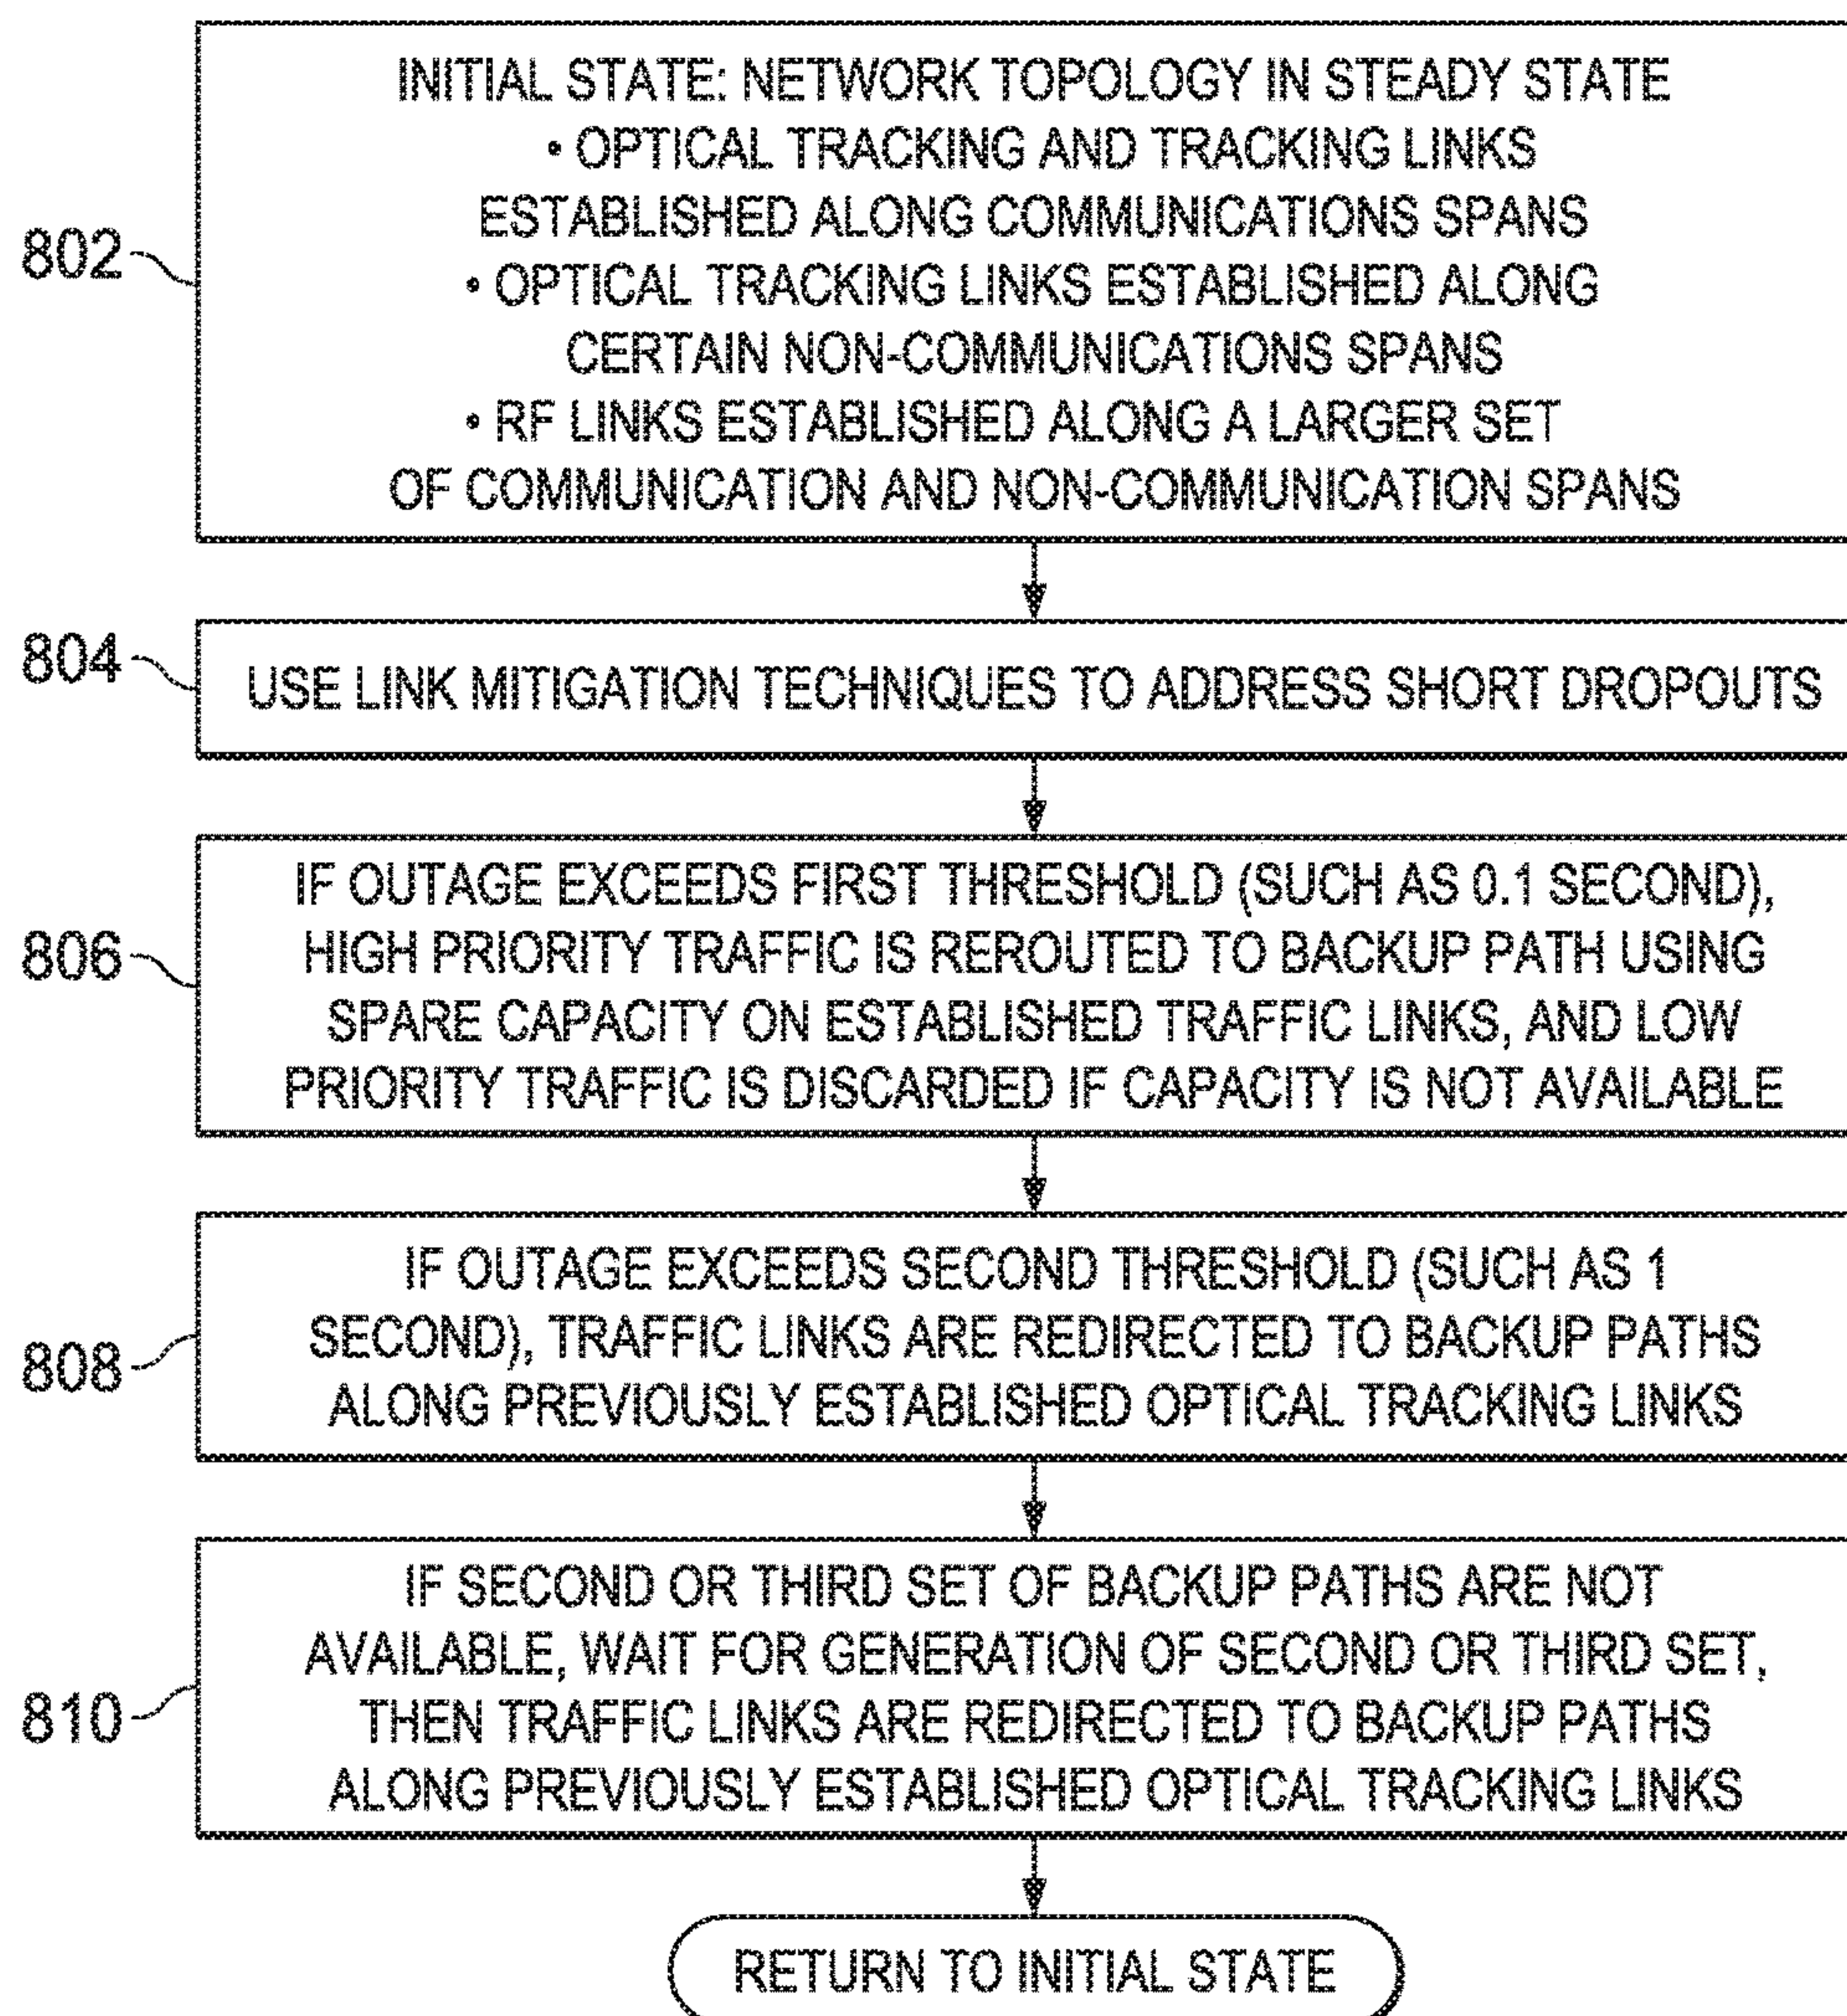 INITIAL STATE: NETWORK TOPOLOGY IN STEADY STATE
• OPTICAL TRACKING AND TRACKING LINKS
ESTABLISHED ALONG COMMUNICATIONS SPANS
• OPTICAL TRACKING LINKS ESTABLISHED ALONG
CERTAIN NON-COMMUNICATIONS SPANS
• RF LINKS ESTABLISHED ALONG A LARGER SET
OF COMMUNICATION AND NON-COMMUNICATION SPANS
802
804
USE LINK MITIGATION TECHNIQUES TO ADDRESS SHORT DROPOUTS
806
IF OUTAGE EXCEEDS FIRST THRESHOLD (SUCH AS 0.1 SECOND),
HIGH PRIORITY TRAFFIC IS REROUTED TO BACKUP PATH USING
SPARE CAPACITY ON ESTABLISHED TRAFFIC LINKS, AND LOW
PRIORITY TRAFFIC IS DISCARDED IF CAPACITY IS NOT AVAILABLE
808
IF OUTAGE EXCEEDS SECOND THRESHOLD (SUCH AS 1
SECOND), TRAFFIC LINKS ARE REDIRECTED TO BACKUP PATHS
ALONG PREVIOUSLY ESTABLISHED OPTICAL TRACKING LINKS
810
IF SECOND OR THIRD SET OF BACKUP PATHS ARE NOT
AVAILABLE, WAIT FOR GENERATION OF SECOND OR THIRD SET,
THEN TRAFFIC LINKS ARE REDIRECTED TO BACKUP PATHS
ALONG PREVIOUSLY ESTABLISHED OPTICAL TRACKING LINKS
RETURN TO INITIAL STATE